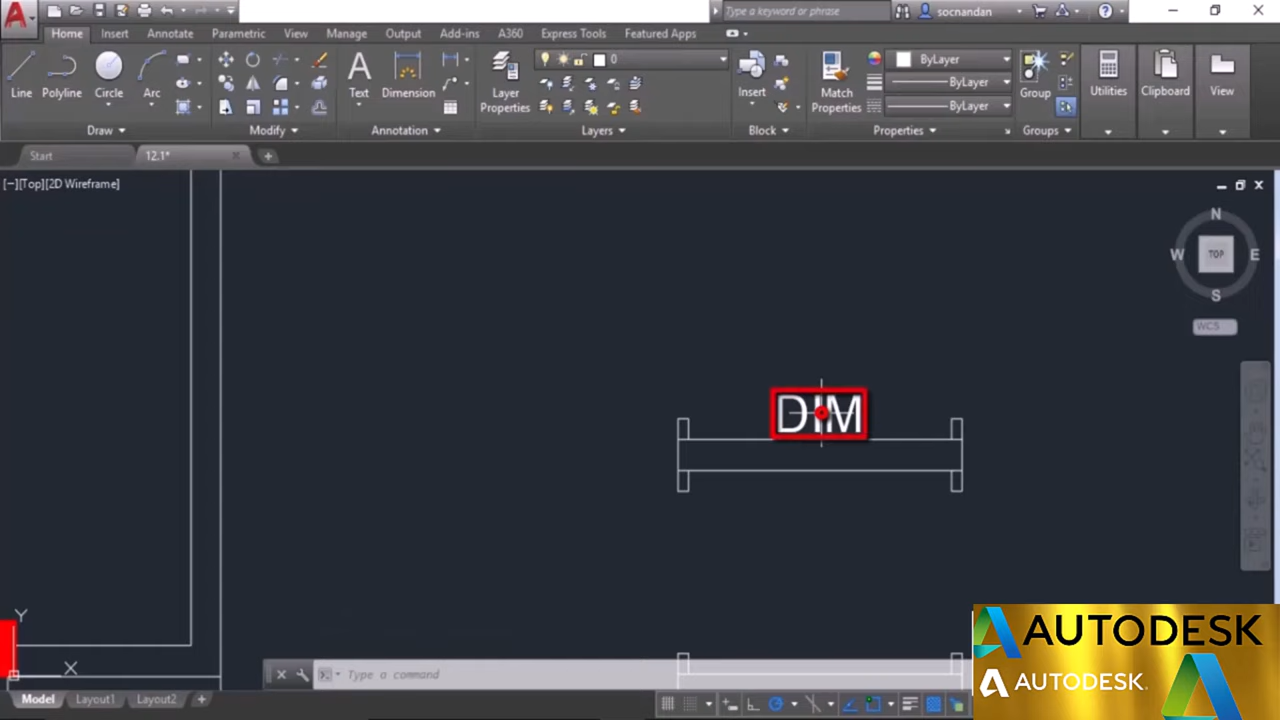 Type a keyword or phrase
socnandan
Home Insert Annotate Parametric View Manage Output Add-ins A360 Express Tools Featured Apps
0
ByLayer
ByLayer
ByLayer
Line Polyline Circle Arc Text Dimension Layer Properties Insert Match Properties Group Utilities Clipboard View
Draw Modify Annotation Layers Block Properties Groups
Start 12.1*
[−][Top][2D Wireframe]
N
W TOP E
S
WCS
DIM
Y
X
Type a command
Model Layout1 Layout2
AUTODESK
AUTODESK.